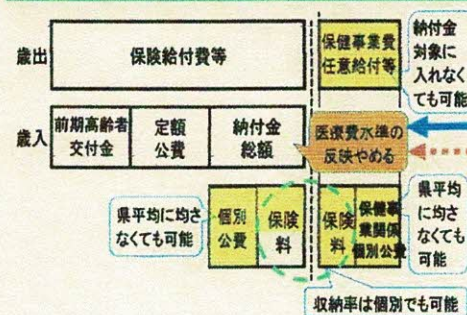 歳出
保険給付費等
保健事業費
任意給付等
納付金
対象に
入れなく
ても可能
歳入
前期高齢者
交付金
定額
公費
納付金
総額
医療費水準の
反映やめる
県平均に均さ
なくても可能
個別
公費
保険
料
保険
料
保健事
業関係
個別公費
県平均
に均さ
なくても
可能
収納率は個別でも可能